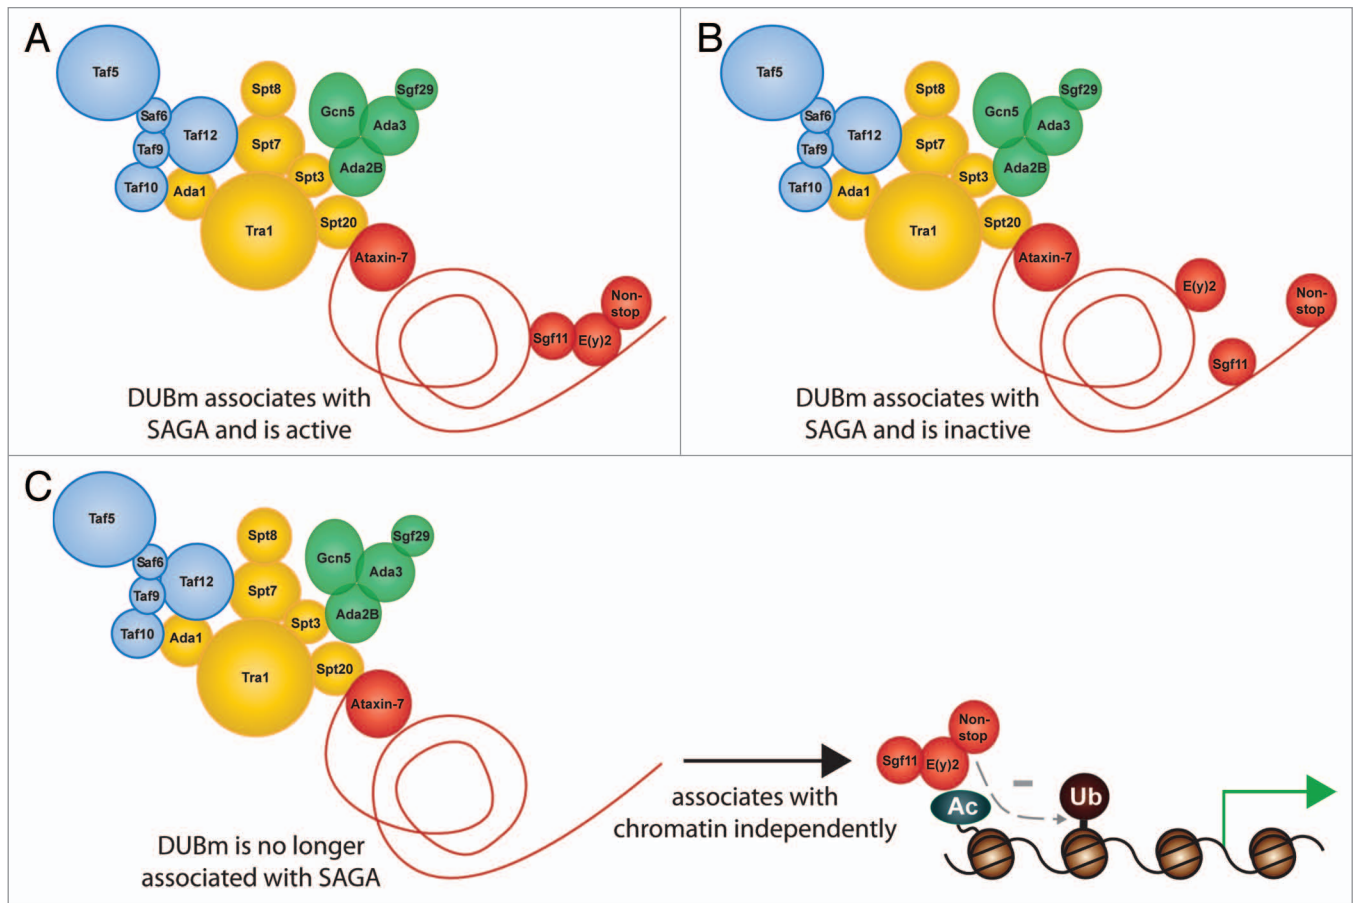 A
Taf5
Saf6
Taf9
Taf10
Taf12
Ada1
Spt8
Spt7
Spt3
Tra1
Spt20
Gcn5
Ada3
Sgf29
Ada2B
Ataxin-7
Sgf11
E(y)2
Non-
stop
DUBm associates with
SAGA and is active
B
Taf5
Saf6
Taf9
Taf10
Taf12
Ada1
Spt8
Spt7
Spt3
Tra1
Spt20
Gcn5
Ada3
Sgf29
Ada2B
Ataxin-7
E(y)2
Sgf11
Non-
stop
DUBm associates with
SAGA and is inactive
C
Taf5
Saf6
Taf9
Taf10
Taf12
Ada1
Spt8
Spt7
Spt3
Tra1
Spt20
Gcn5
Ada3
Sgf29
Ada2B
Ataxin-7
DUBm is no longer
associated with SAGA
associates with
chromatin independently
Sgf11
E(y)2
Non-
stop
Ac
Ub